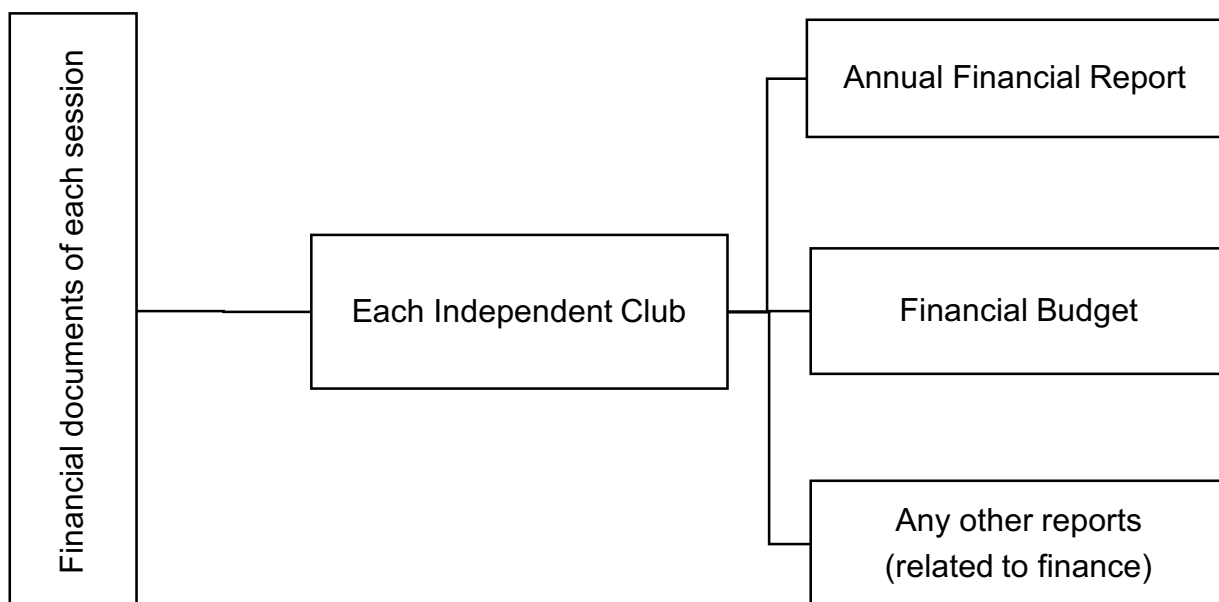 Financial documents of each session
Each Independent Club
Annual Financial Report
Financial Budget
Any other reports
(related to finance)